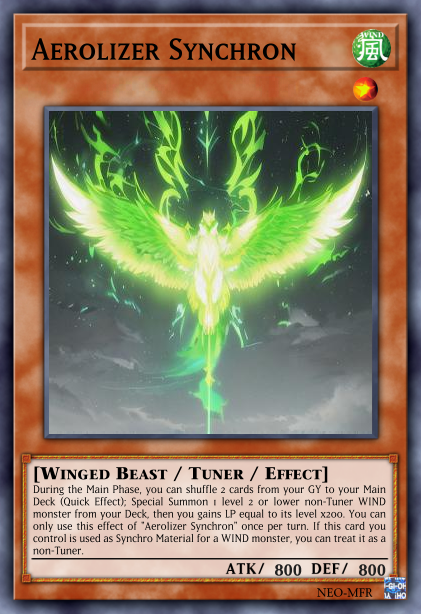 AEROLIZER SYNCHRON
WIND
風
[WINGED BEAST / TUNER / EFFECT]
During the Main Phase, you can shuffle 2 cards from your GY to your Main
Deck (Quick Effect); Special Summon 1 level 2 or lower non-Tuner WIND
monster from your Deck, then you gains LP equal to its level x200. You can
only use this effect of "Aerolizer Synchron" once per turn. If this card you
control is used as Synchro Material for a WIND monster, you can treat it as a
non-Tuner.
ATK/ 800 DEF/ 800
NEO-MFR